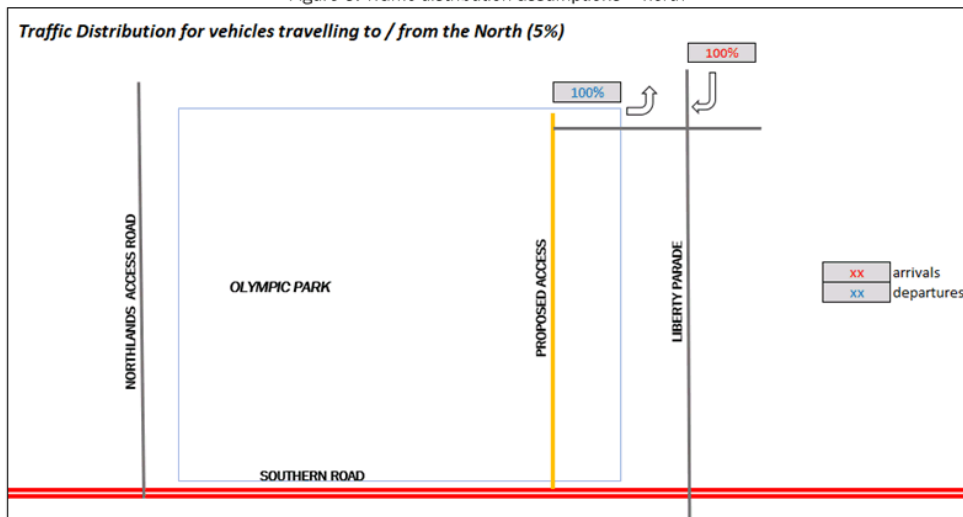 Traffic Distribution for vehicles travelling to / from the North (5%)
100%
100%
NORTHLANDS ACCESS ROAD
OLYMPIC PARK
PROPOSED ACCESS
LIBERTY PARADE
xx arrivals
xx departures
SOUTHERN ROAD